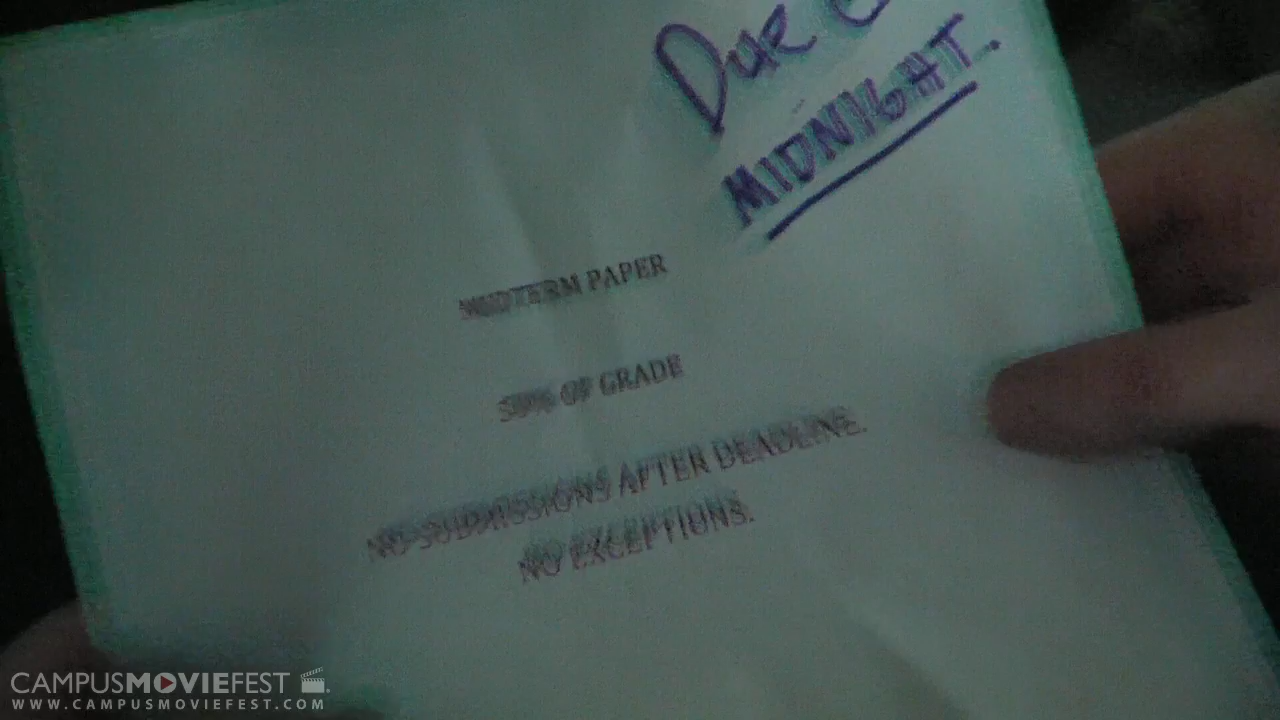 Due @
MIDNIGHT.
MIDTERM PAPER
50% OF GRADE
NO SUBMISSIONS AFTER DEADLINE.
NO EXCEPTIONS.
CAMPUSMOVIEFEST
WWW.CAMPUSMOVIEFEST.COM